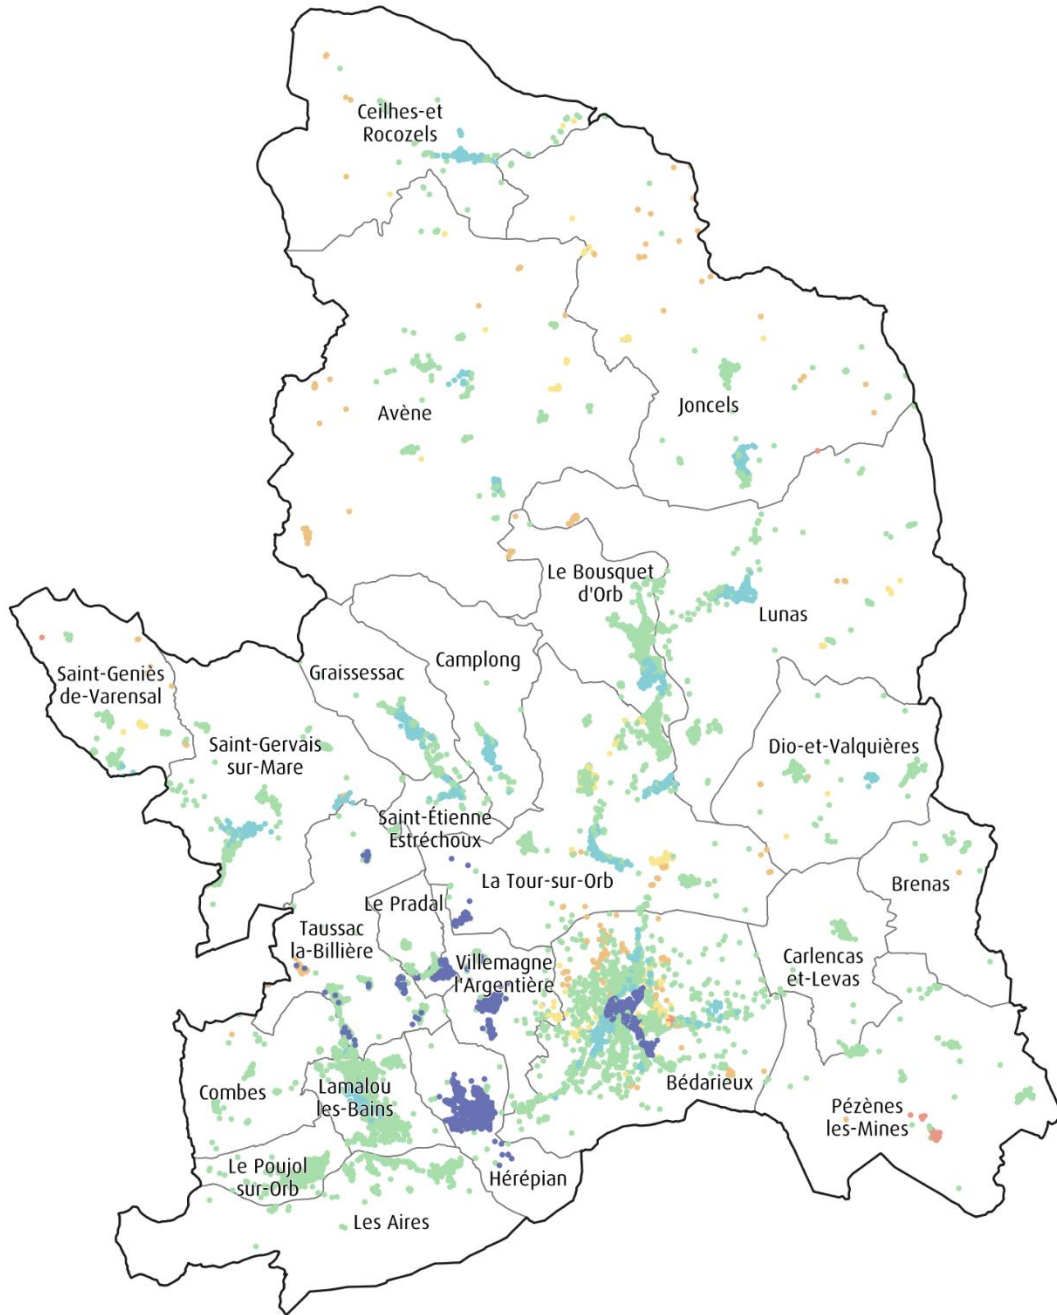 Ceilhes-et
Rocozels
Avène
Joncels
Le Bousquet
d'Orb
Lunas
Saint-Geniès
de-Varensal
Graissessac
Camplong
Saint-Gervais
sur-Mare
Dio-et-Valquières
Saint-Étienne
Estréchoux
La Tour-sur-Orb
Brenas
Le Pradal
Taussac
la-Billière
Villemagne
l'Argentière
Carlencas
et-Levas
Bédarieux
Combes
Lamalou
les-Bains
Pézènes
les-Mines
Le Poujol
sur-Orb
Hérépian
Les Aires